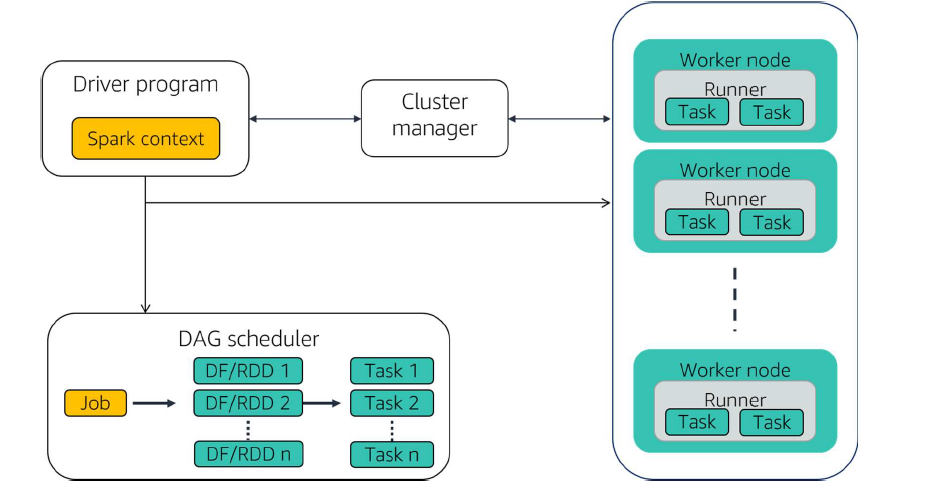 Driver program
Spark context
Cluster
manager
Worker node
Runner
Task Task
Worker node
Runner
Task Task
Worker node
Runner
Task Task
DAG scheduler
Job
DF/RDD 1
DF/RDD 2
DF/RDD n
Task 1
Task 2
Task n